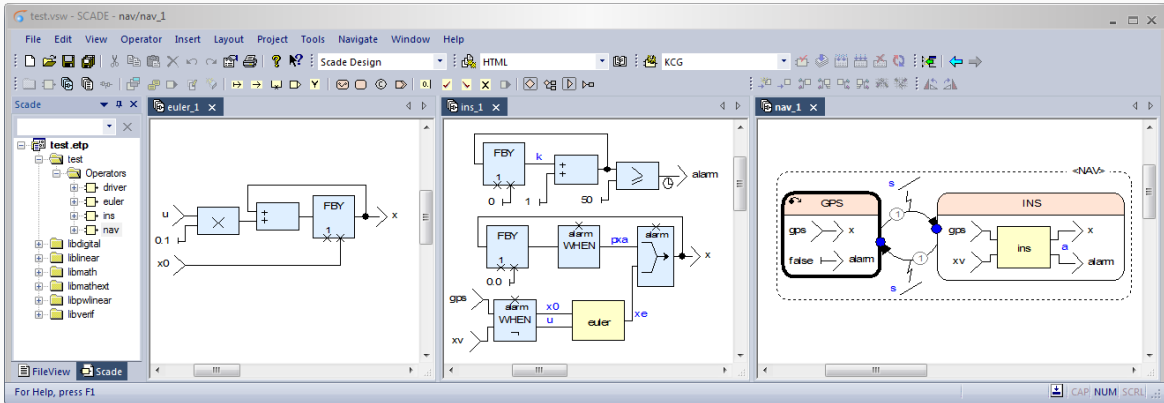 test.vsw - SCADE - nav/nav_1
File Edit View Operator Insert Layout Project Tools Navigate Window Help
Scade Design HTML KCG
Scade
test.etp
test
Operators
driver
euler
ins
nav
libdigital
liblinear
libmath
libmathext
libpwlinear
libverif
FileView Scade
euler_1
u
0.1
x0
×
+
+
FBY
1
x
ins_1
FBY
1
0
k
1
+
+
50
≥
alarm
FBY
1
0.0
alarm
WHEN
pxa
alarm
x
gps
xv
alarm
WHEN
¬
x0
u
euler
xe
nav_1
<NAV>
GPS
gps x
false alarm
s
1
1
s
INS
gps
xv
ins
a
x
alarm
For Help, press F1
CAP NUM SCRL